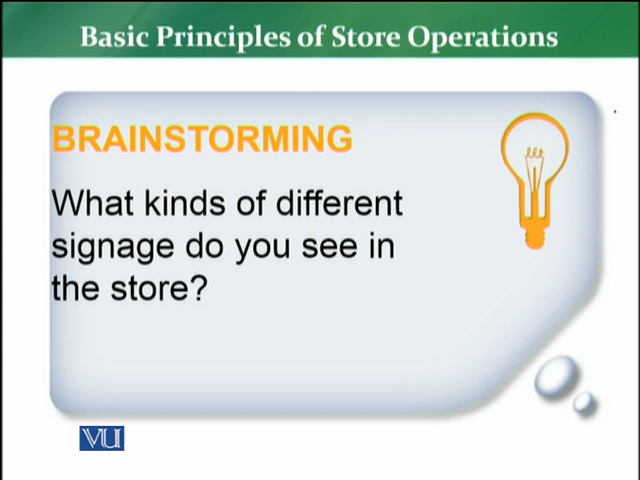 Basic Principles of Store Operations
BRAINSTORMING
What kinds of different
signage do you see in
the store?
VU